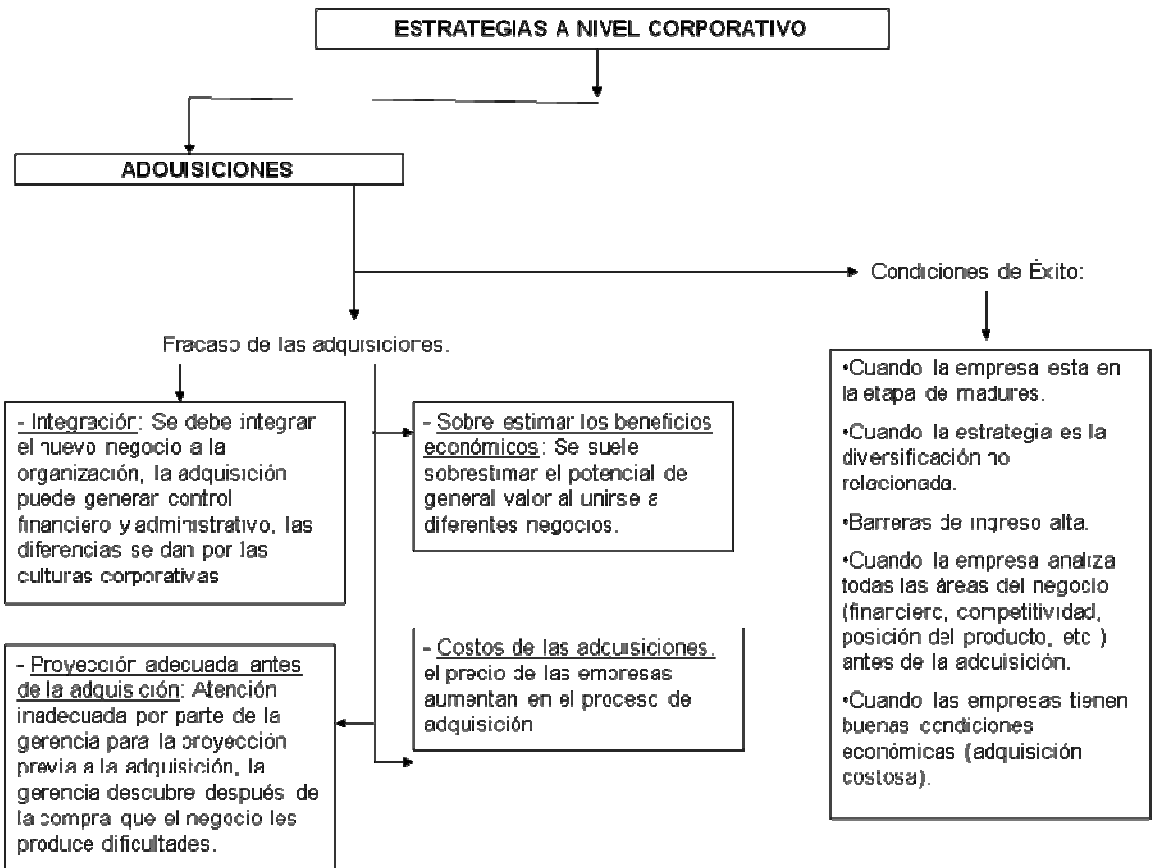 ESTRATEGIAS A NIVEL CORPORATIVO
ADQUISICIONES
Condiciones de Éxito:
Fracaso de las adquisiciones.
- Integración: Se debe integrar
el nuevo negocio a la
organización, la adquisición
puede generar control
financiero y administrativo, las
diferencias se dan por las
culturas corporativas
- Sobre estimar los beneficios
económicos: Se suele
sobrestimar el potencial de
general valor al unirse a
diferentes negocios.
- Proyección adecuada antes
de la adquisición: Atención
inadecuada por parte de la
gerencia para la proyección
previa a la adquisición, la
gerencia descubre después de
la compra que el negocio les
produce dificultades.
- Costos de las adquisiciones,
el precio de las empresas
aumentan en el proceso de
adquisición
•Cuando la empresa esta en
la etapa de madures.
•Cuando la estrategia es la
diversificación no
relacionada.
•Barreras de ingreso alta.
•Cuando la empresa analiza
todas las áreas del negocio
(financiero, competitividad,
posición del producto, etc.)
antes de la adquisición.
•Cuando las empresas tienen
buenas condiciones
económicas (adquisición
costosa).